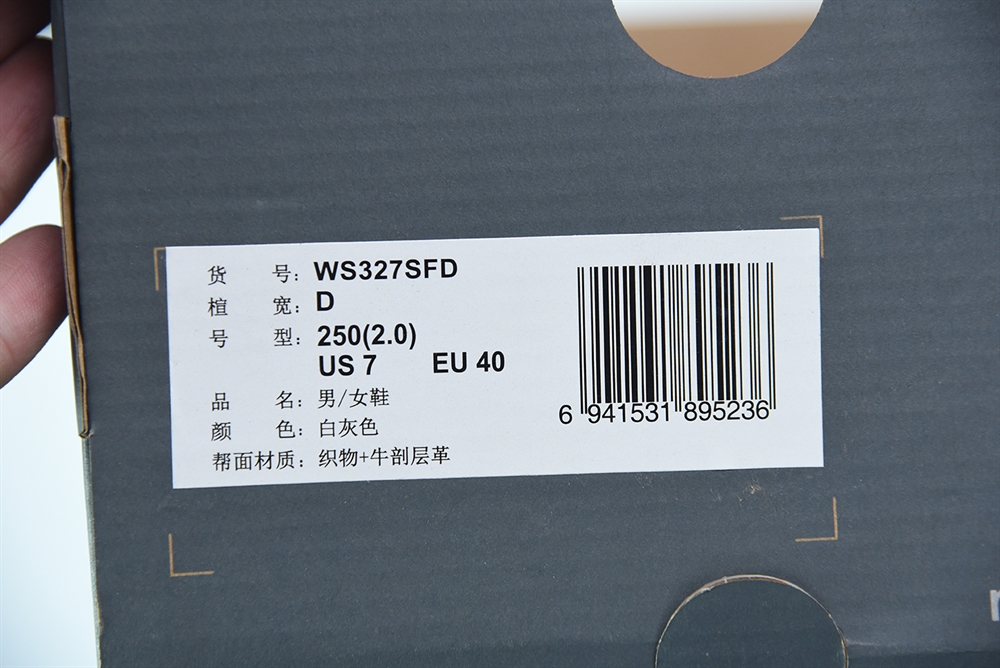 货 号: WS327SFD
楦 宽: D
号 型: 250(2.0)
US 7 EU 40
品 名: 男/女鞋
颜 色: 白灰色
帮面材质: 织物+牛剖层革
6 941531 895236